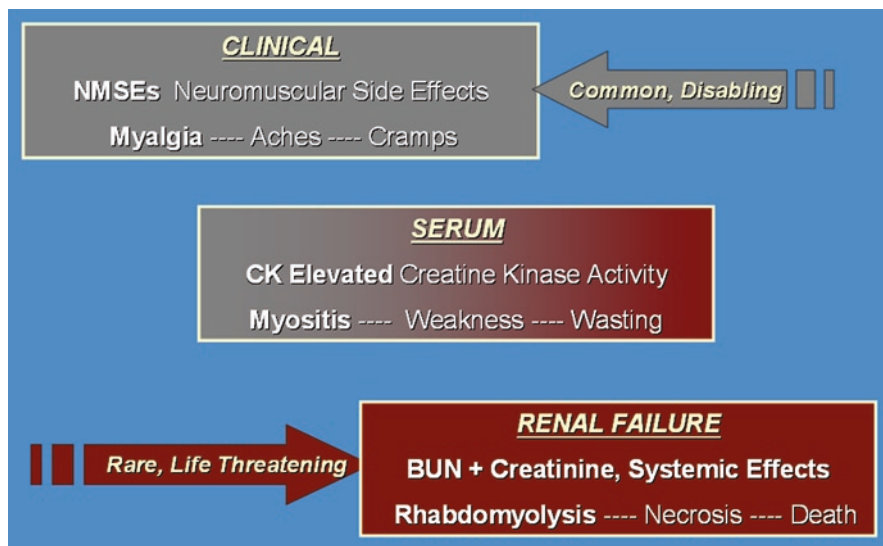 CLINICAL
NMSEs Neuromuscular Side Effects
Myalgia ---- Aches ---- Cramps
Common, Disabling
SERUM
CK Elevated Creatine Kinase Activity
Myositis ---- Weakness ---- Wasting
Rare, Life Threatening
RENAL FAILURE
BUN + Creatinine, Systemic Effects
Rhabdomyolysis ---- Necrosis ---- Death